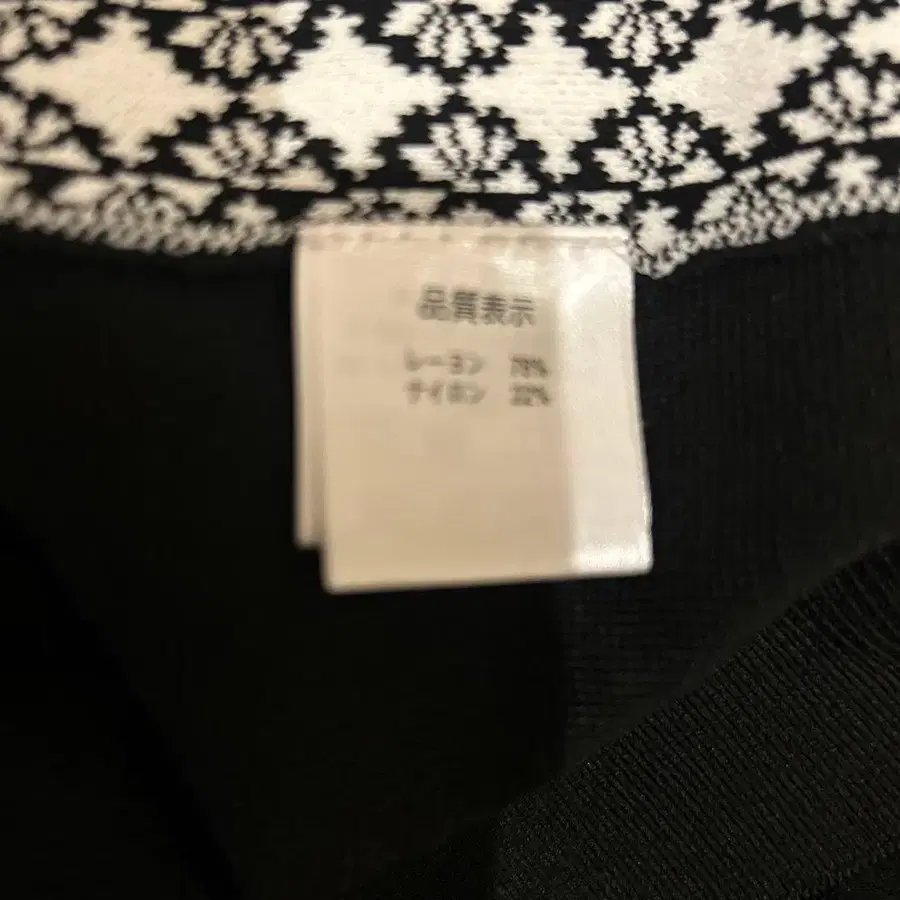 品質表示
レーヨン 78%
ナイロン 22%